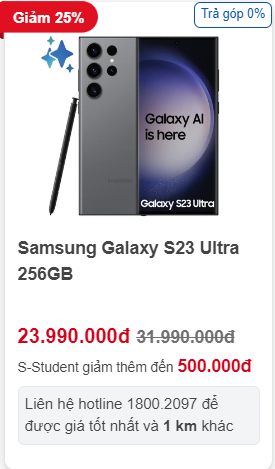 Giảm 25%
Trả góp 0%
Galaxy AI
is here
Galaxy S23 Ultra
Samsung Galaxy S23 Ultra
256GB
23.990.000đ 31.990.000đ
S-Student giảm thêm đến 500.000đ
Liên hệ hotline 1800.2097 để
được giá tốt nhất và 1 km khác